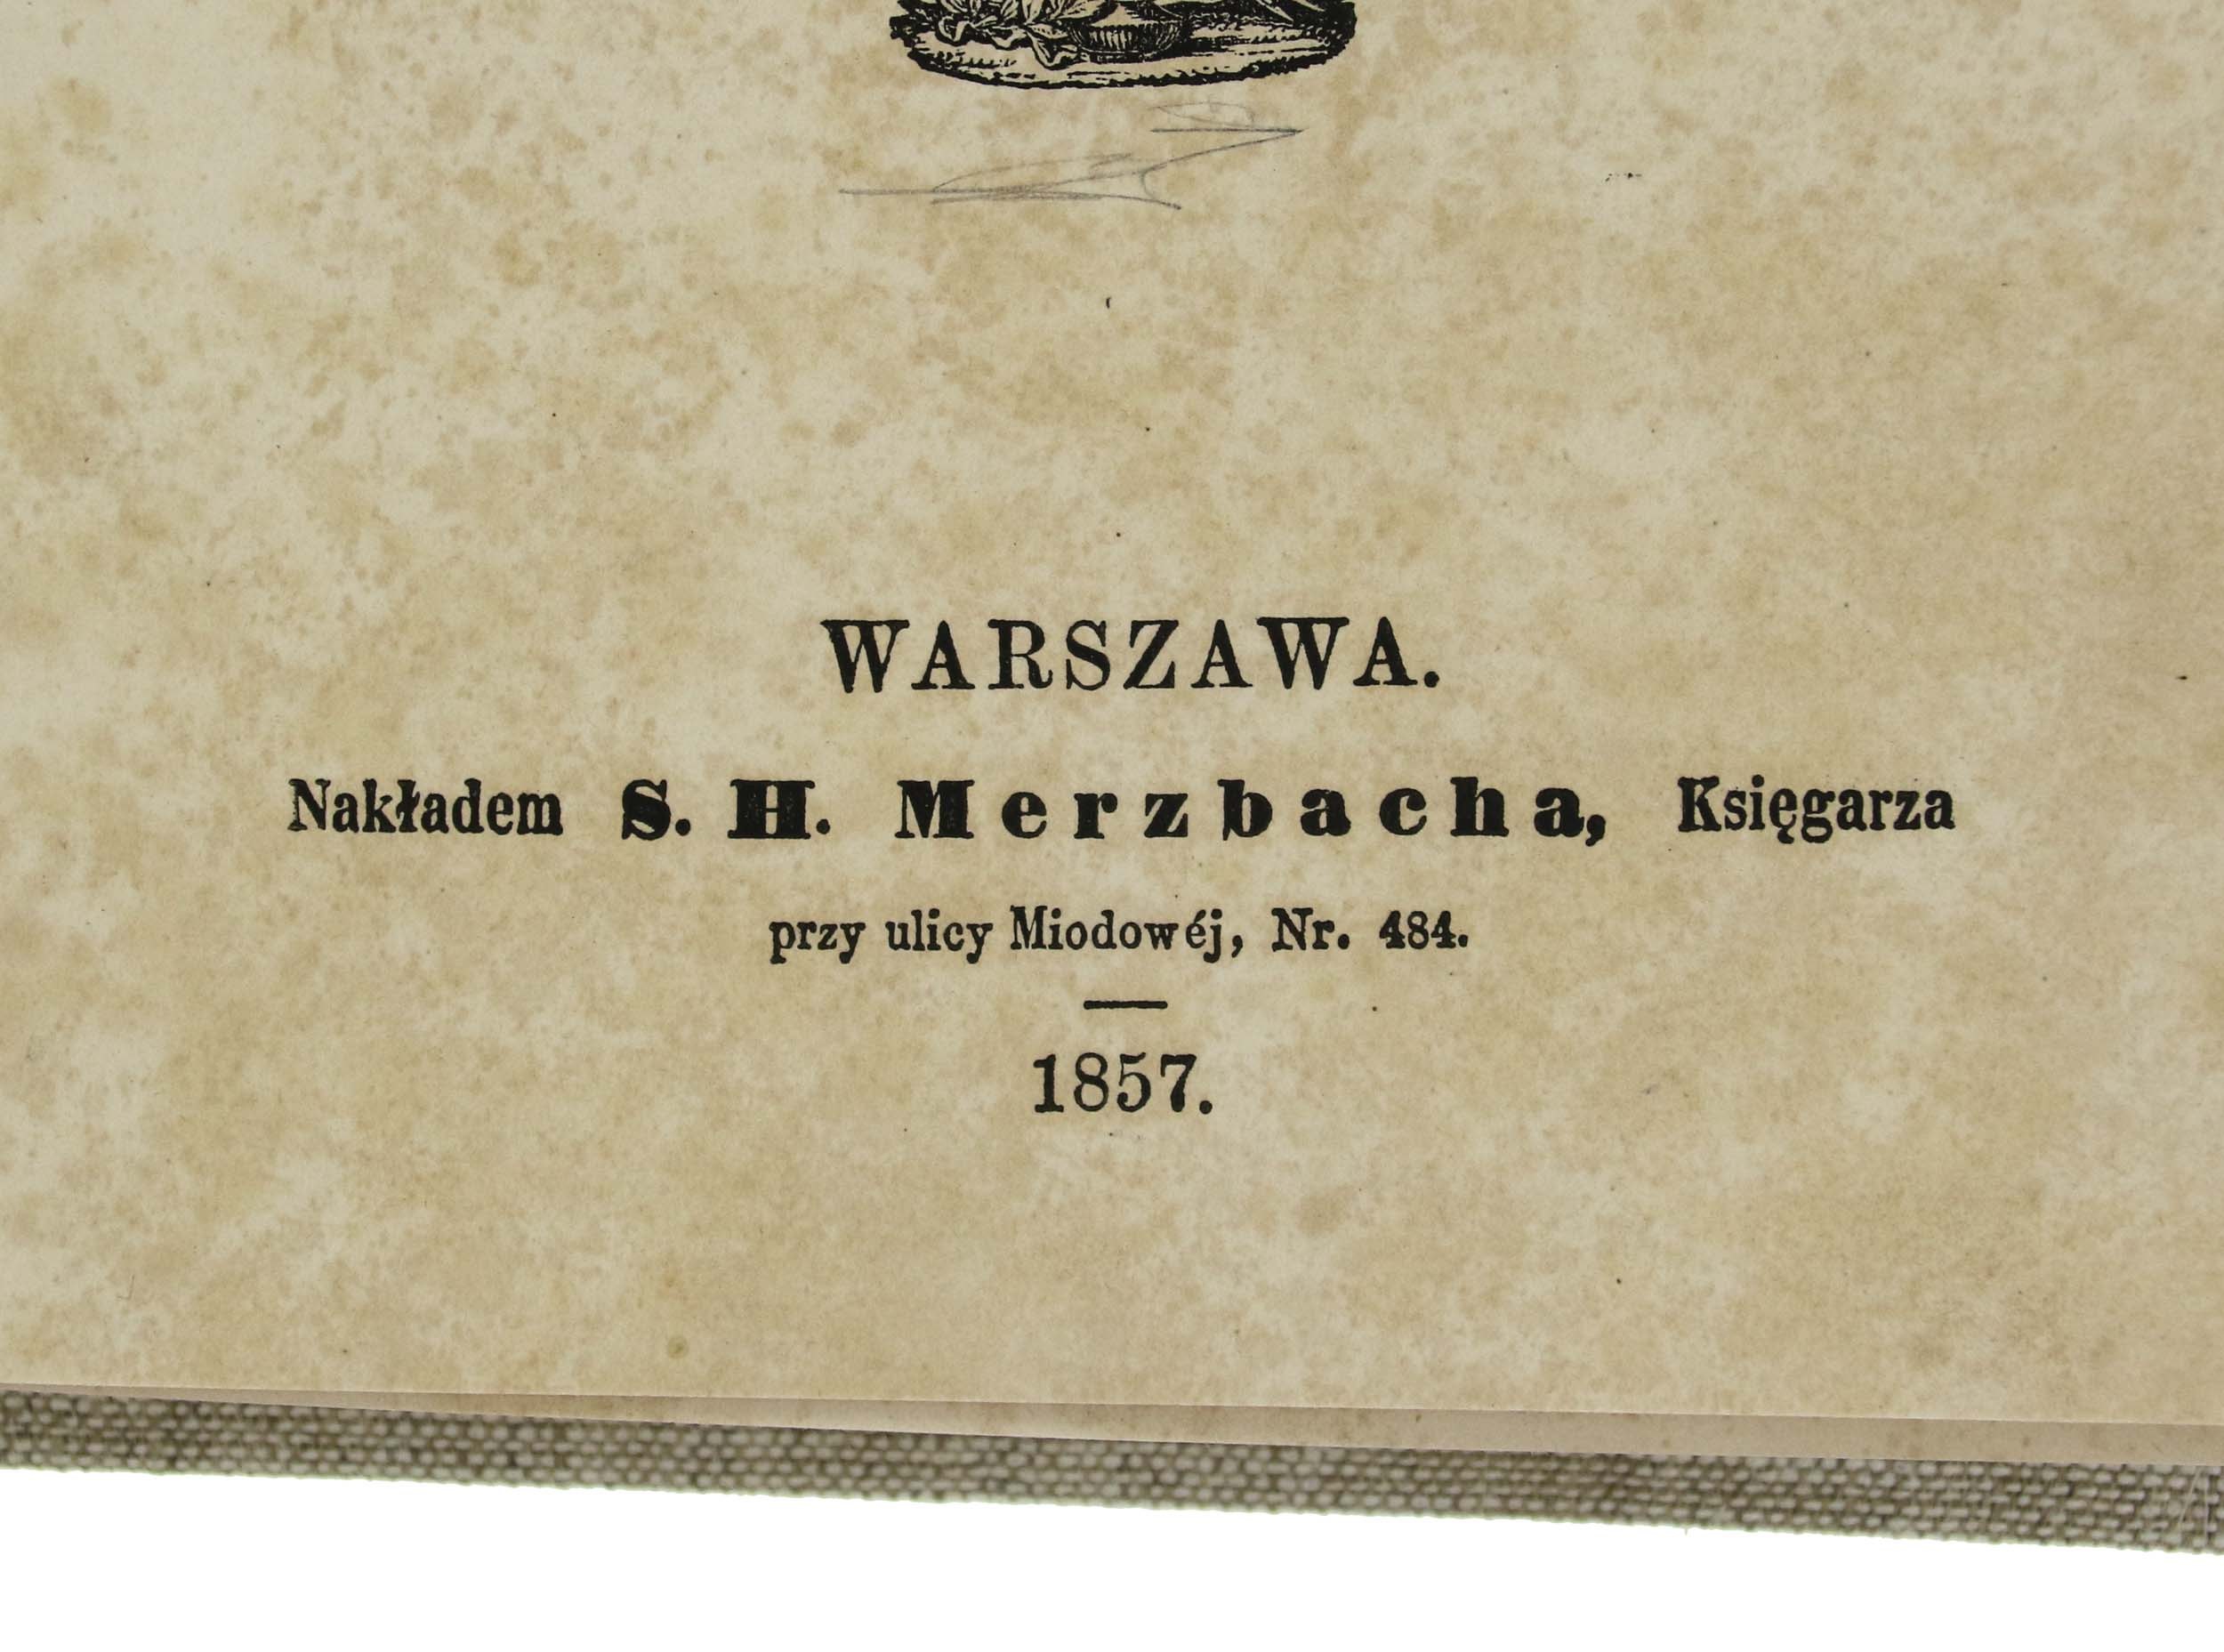 WARSZAWA.
Nakładem S. H. Merzbacha, Księgarza
przy ulicy Miodowéj, Nr. 484.
1857.